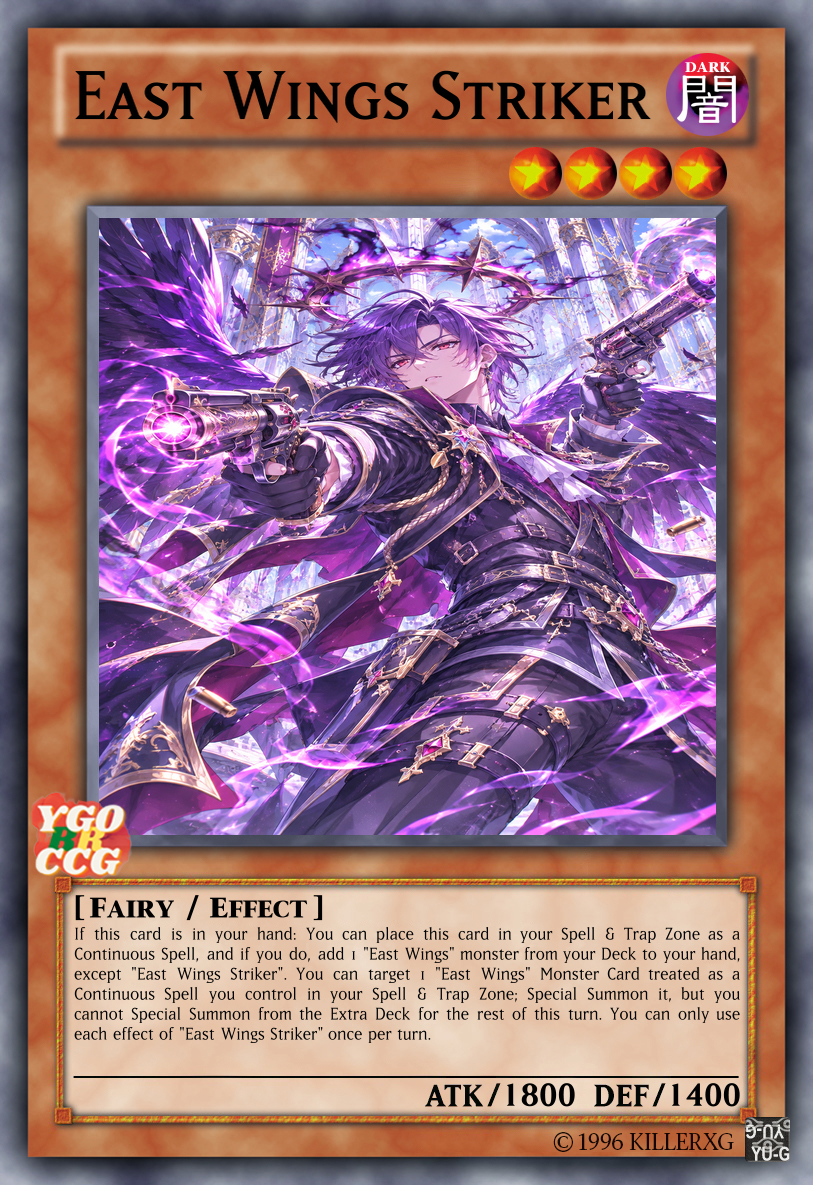 East Wings Striker
DARK
闇
YGO
BR
CCG
[ Fairy / Effect ]
If this card is in your hand: You can place this card in your Spell & Trap Zone as a
Continuous Spell, and if you do, add 1 "East Wings" monster from your Deck to your hand,
except "East Wings Striker". You can target 1 "East Wings" Monster Card treated as a
Continuous Spell you control in your Spell & Trap Zone; Special Summon it, but you
cannot Special Summon from the Extra Deck for the rest of this turn. You can only use
each effect of "East Wings Striker" once per turn.
ATK/1800 DEF/1400
© 1996 KILLERXG
YU-G
YU-G